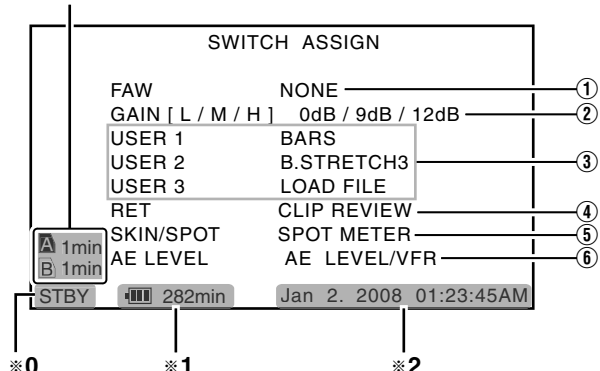 SWITCH ASSIGN
FAW NONE ①
GAIN [ L / M / H ] 0dB / 9dB / 12dB ②
USER 1 BARS
USER 2 B.STRETCH3 ③
USER 3 LOAD FILE
RET CLIP REVIEW ④
SKIN/SPOT SPOT METER ⑤
AE LEVEL AE LEVEL/VFR ⑥
A 1min
B 1min
STBY 282min Jan 2. 2008 01:23:45AM
※0 ※1 ※2